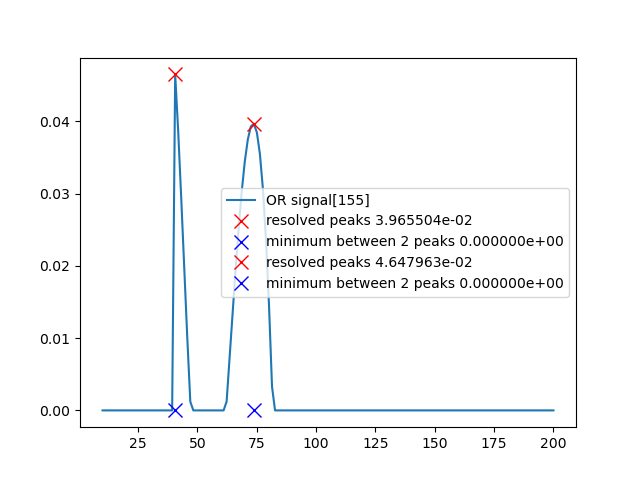 0.04
0.03
0.02
0.01
0.00
OR signal[155]
resolved peaks 3.965504e-02
minimum between 2 peaks 0.000000e+00
resolved peaks 4.647963e-02
minimum between 2 peaks 0.000000e+00
25 50 75 100 125 150 175 200